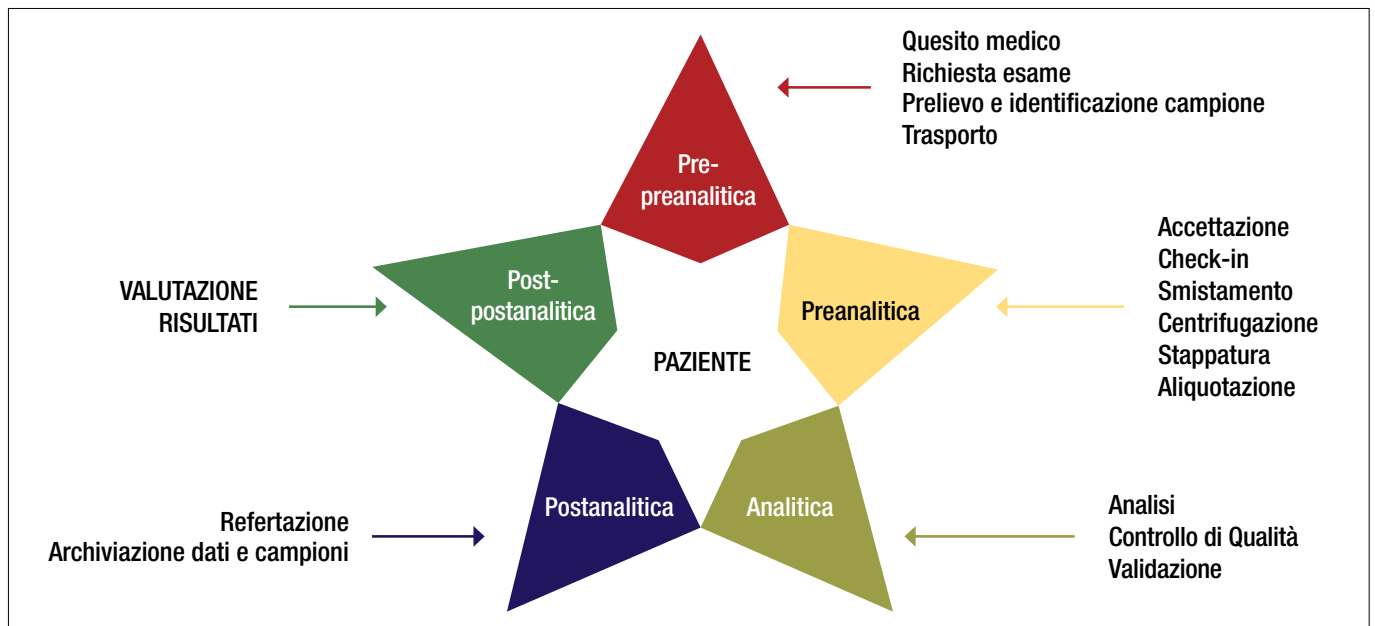 Quesito medico
Richiesta esame
Prelievo e identificazione campione
Trasporto
Pre-
preanalitica
Accettazione
Check-in
Smistamento
Centrifugazione
Stappatura
Aliquotazione
Preanalitica
Post-
postanalitica
VALUTAZIONE
RISULTATI
PAZIENTE
Postanalitica
Analitica
Refertazione
Archiviazione dati e campioni
Analisi
Controllo di Qualità
Validazione